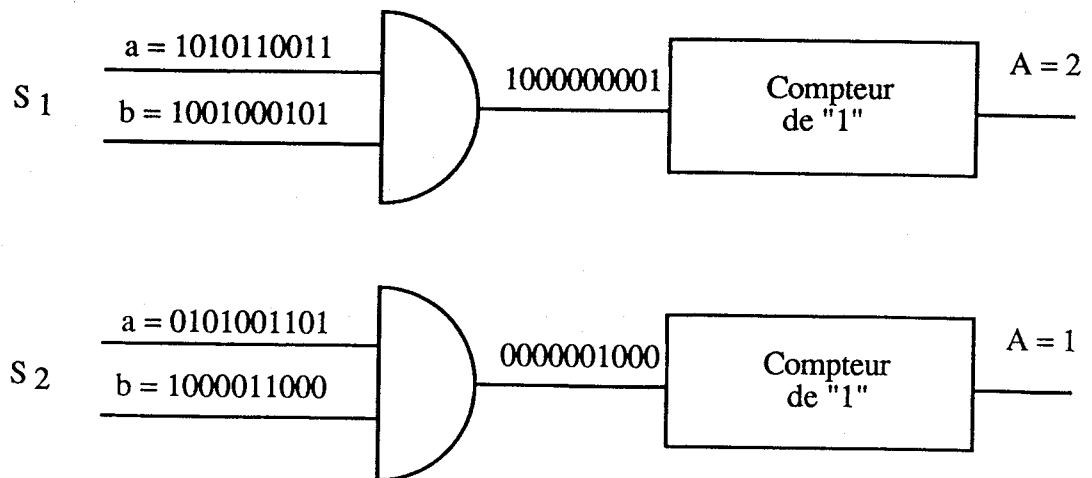 S 1
a = 1010110011
b = 1001000101
1000000001
Compteur
de "1"
A = 2
S 2
a = 0101001101
b = 1000011000
0000001000
Compteur
de "1"
A = 1